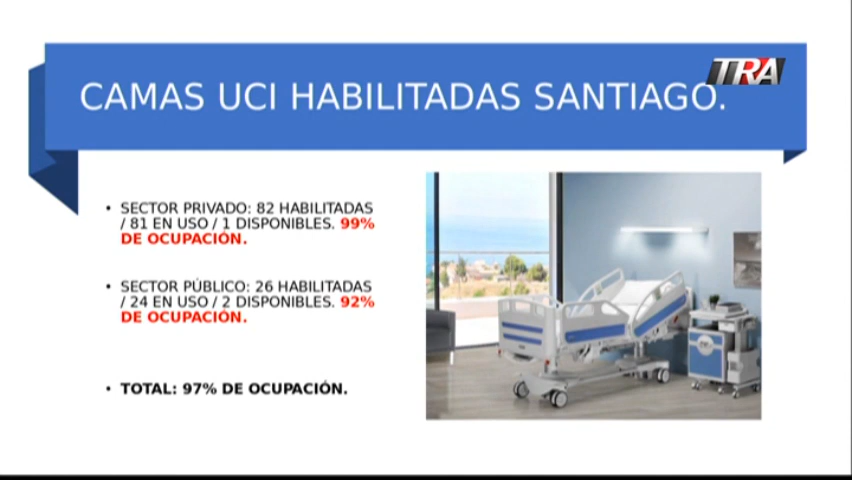 TRA
CAMAS UCI HABILITADAS SANTIAGO.
• SECTOR PRIVADO: 82 HABILITADAS
/ 81 EN USO / 1 DISPONIBLES. 99%
DE OCUPACIÓN.
• SECTOR PÚBLICO: 26 HABILITADAS
/ 24 EN USO / 2 DISPONIBLES. 92%
DE OCUPACIÓN.
• TOTAL: 97% DE OCUPACIÓN.